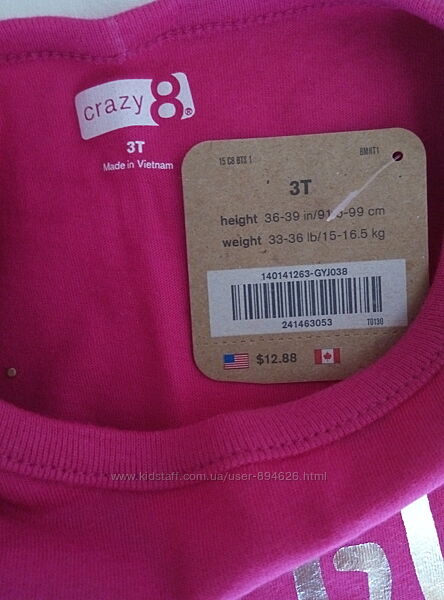 crazy 8®
3T
Made in Vietnam
15 C8 BTS 1
BMHT1
3T
height 36-39 in/91.5-99 cm
weight 33-36 lb/15-16.5 kg
140141263-GYJ038
241463053
T0130
$12.88
www.kidstaff.com.ua/user-894626.html